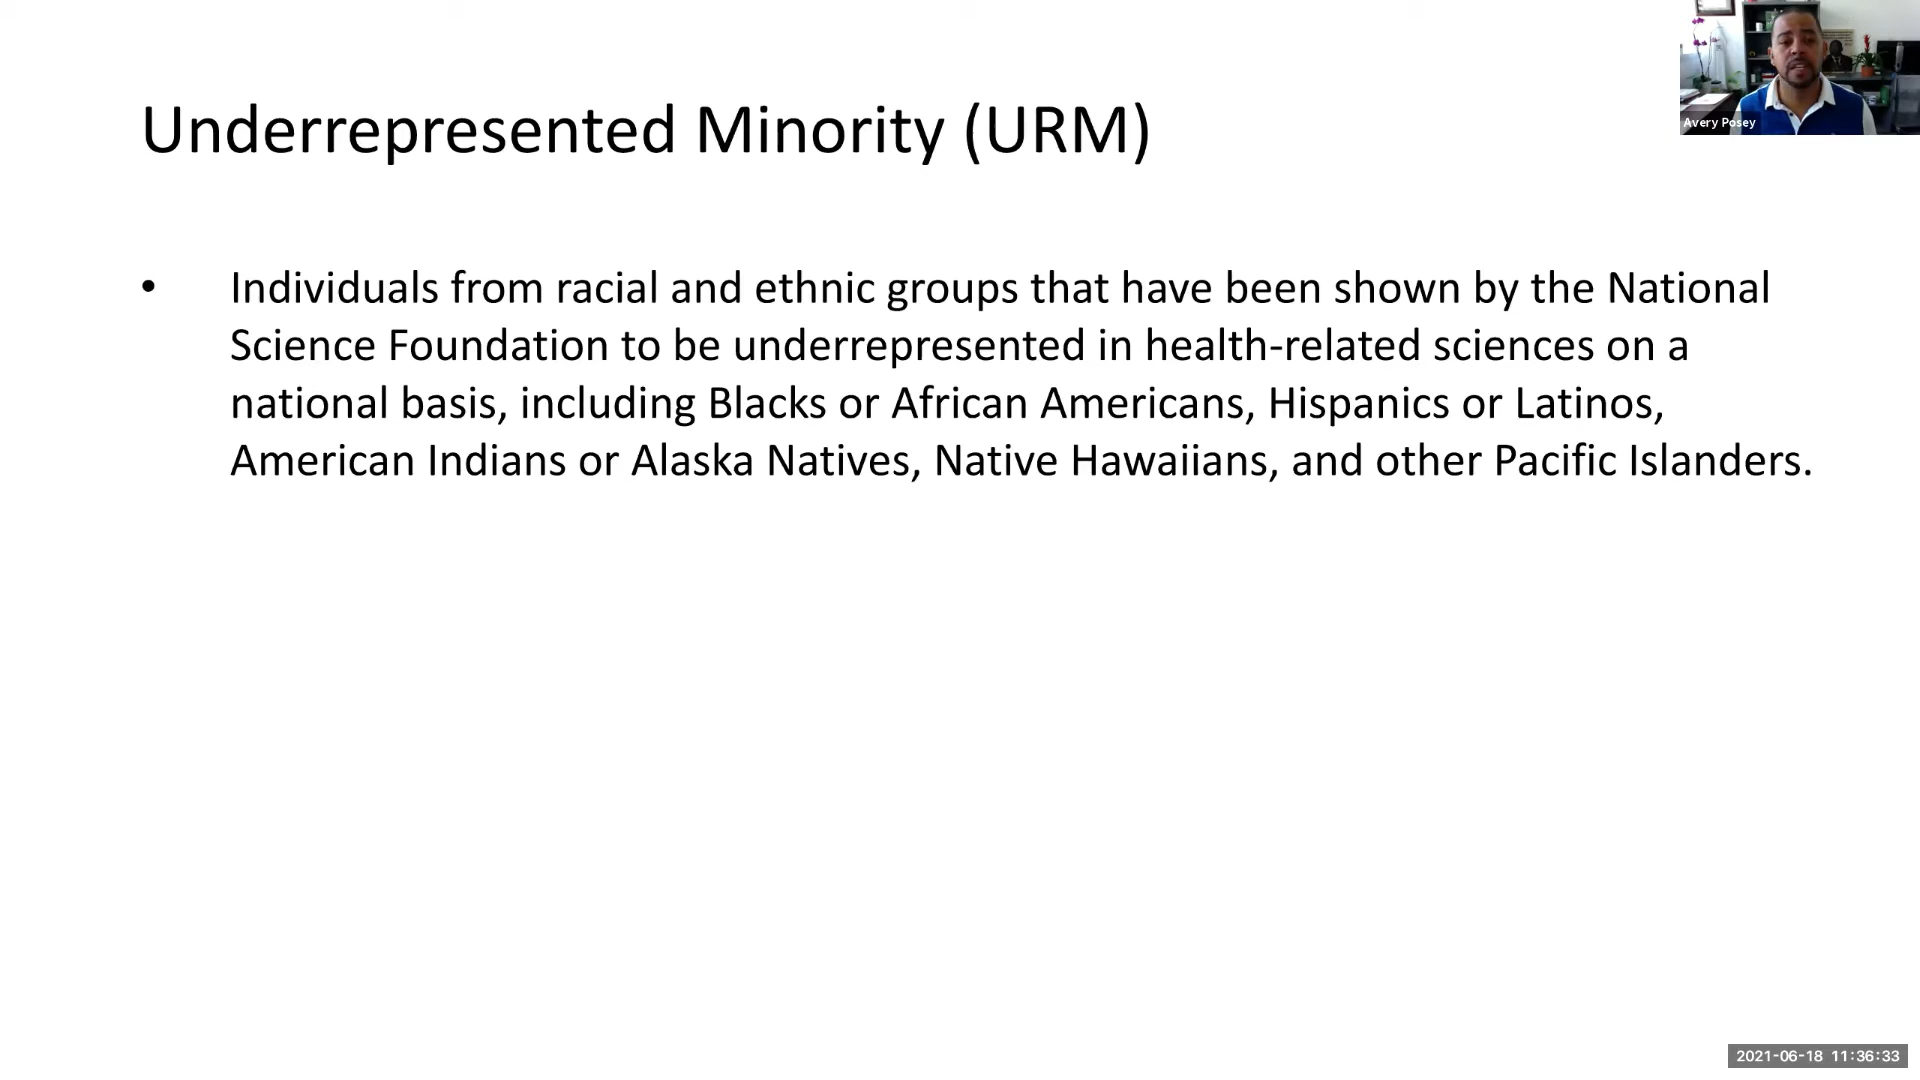 Underrepresented Minority (URM)
Avery Posey
• Individuals from racial and ethnic groups that have been shown by the National
Science Foundation to be underrepresented in health-related sciences on a
national basis, including Blacks or African Americans, Hispanics or Latinos,
American Indians or Alaska Natives, Native Hawaiians, and other Pacific Islanders.
2021-06-18 11:36:33